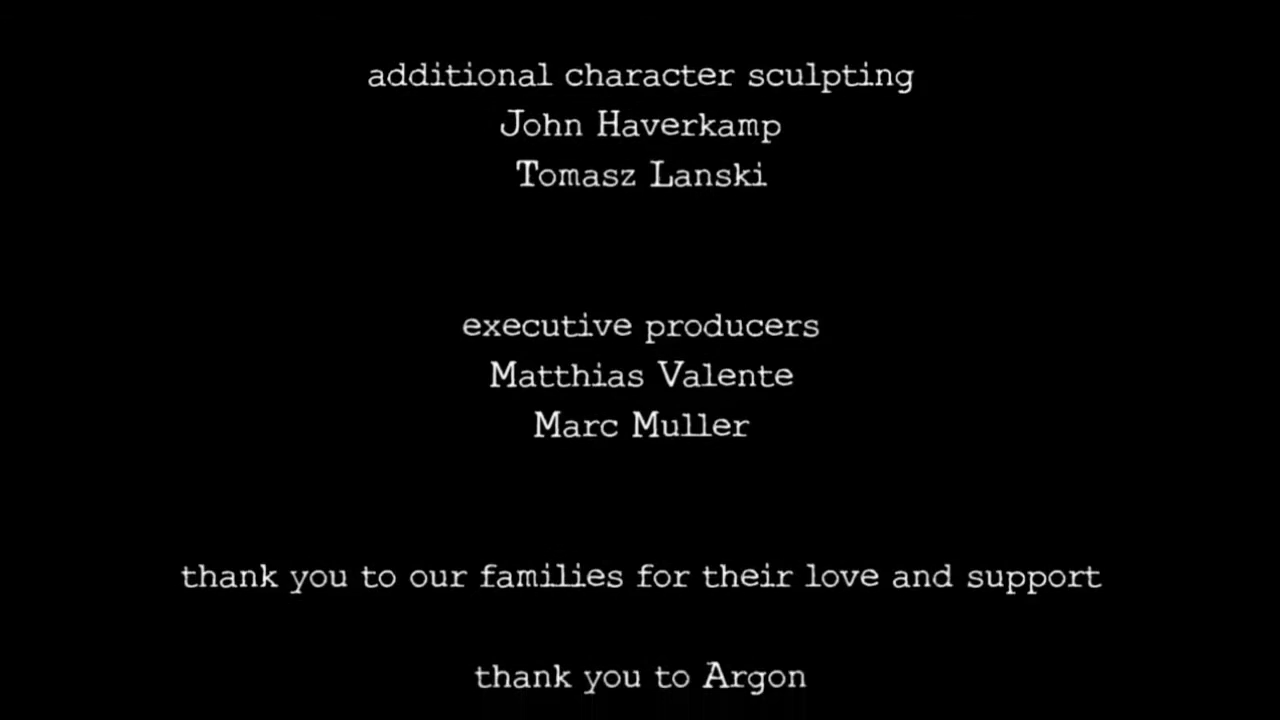 additional character sculpting
John Haverkamp
Tomasz Lanski
executive producers
Matthias Valente
Marc Muller
thank you to our families for their love and support
thank you to Argon